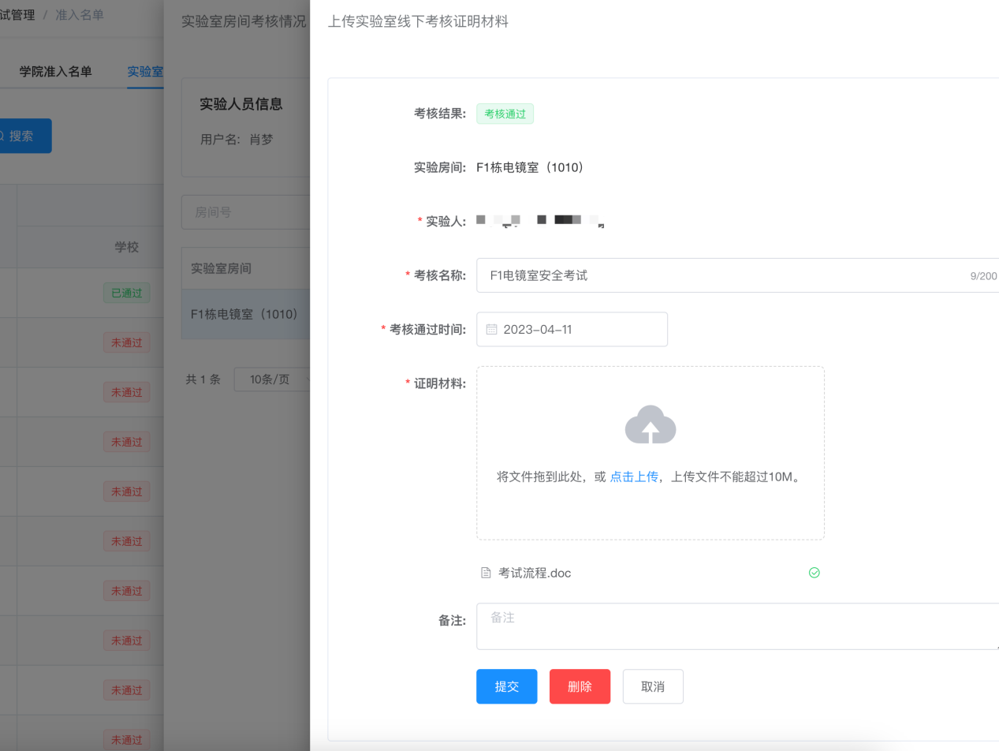 试管理 / 准入名单
学院准入名单 实验室
搜索
学校
已通过
未通过
未通过
未通过
未通过
未通过
未通过
未通过
未通过
未通过
实验室房间考核情况
实验人员信息
用户名: 肖梦
房间号
实验室房间
F1栋电镜室（1010）
共 1 条 10条/页
上传实验室线下考核证明材料
考核结果: 考核通过
实验房间: F1栋电镜室（1010）
* 实验人:
* 考核名称: F1电镜室安全考试 9/200
* 考核通过时间: 2023-04-11
* 证明材料:
将文件拖到此处，或 点击上传，上传文件不能超过10M。
考试流程.doc
备注: 备注
提交 删除 取消